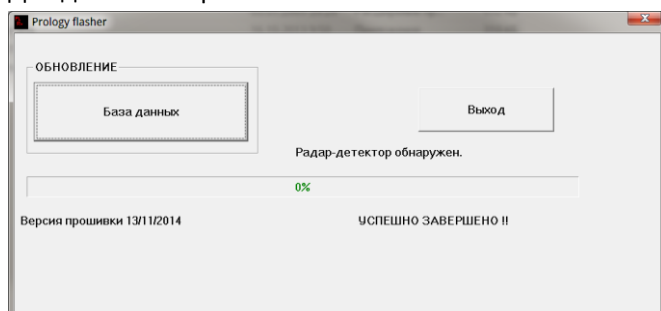 Prology flasher
ОБНОВЛЕНИЕ
База данных
Выход
Радар-детектор обнаружен.
0%
Версия прошивки 13/11/2014
УСПЕШНО ЗАВЕРШЕНО !!